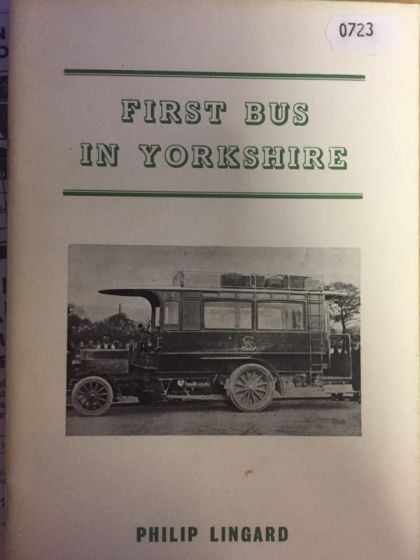 0723
FIRST BUS
IN YORKSHIRE
PHILIP LINGARD